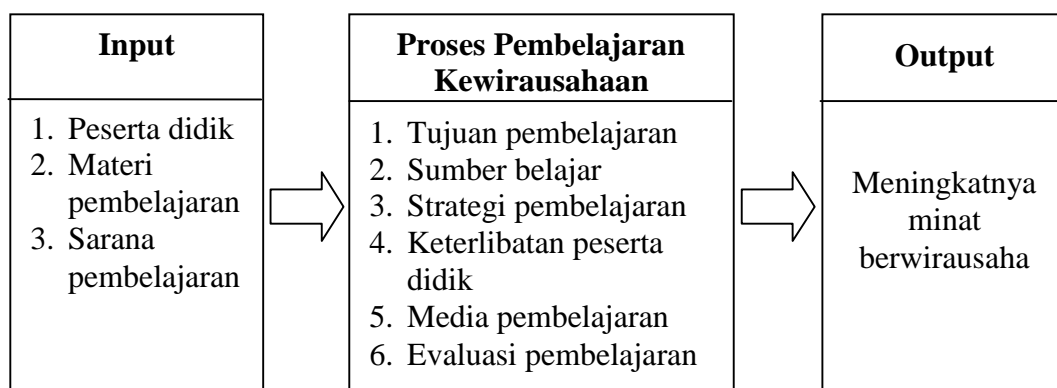 Input
1. Peserta didik
2. Materi
pembelajaran
3. Sarana
pembelajaran
Proses Pembelajaran
Kewirausahaan
1. Tujuan pembelajaran
2. Sumber belajar
3. Strategi pembelajaran
4. Keterlibatan peserta
didik
5. Media pembelajaran
6. Evaluasi pembelajaran
Output
Meningkatnya
minat
berwirausaha